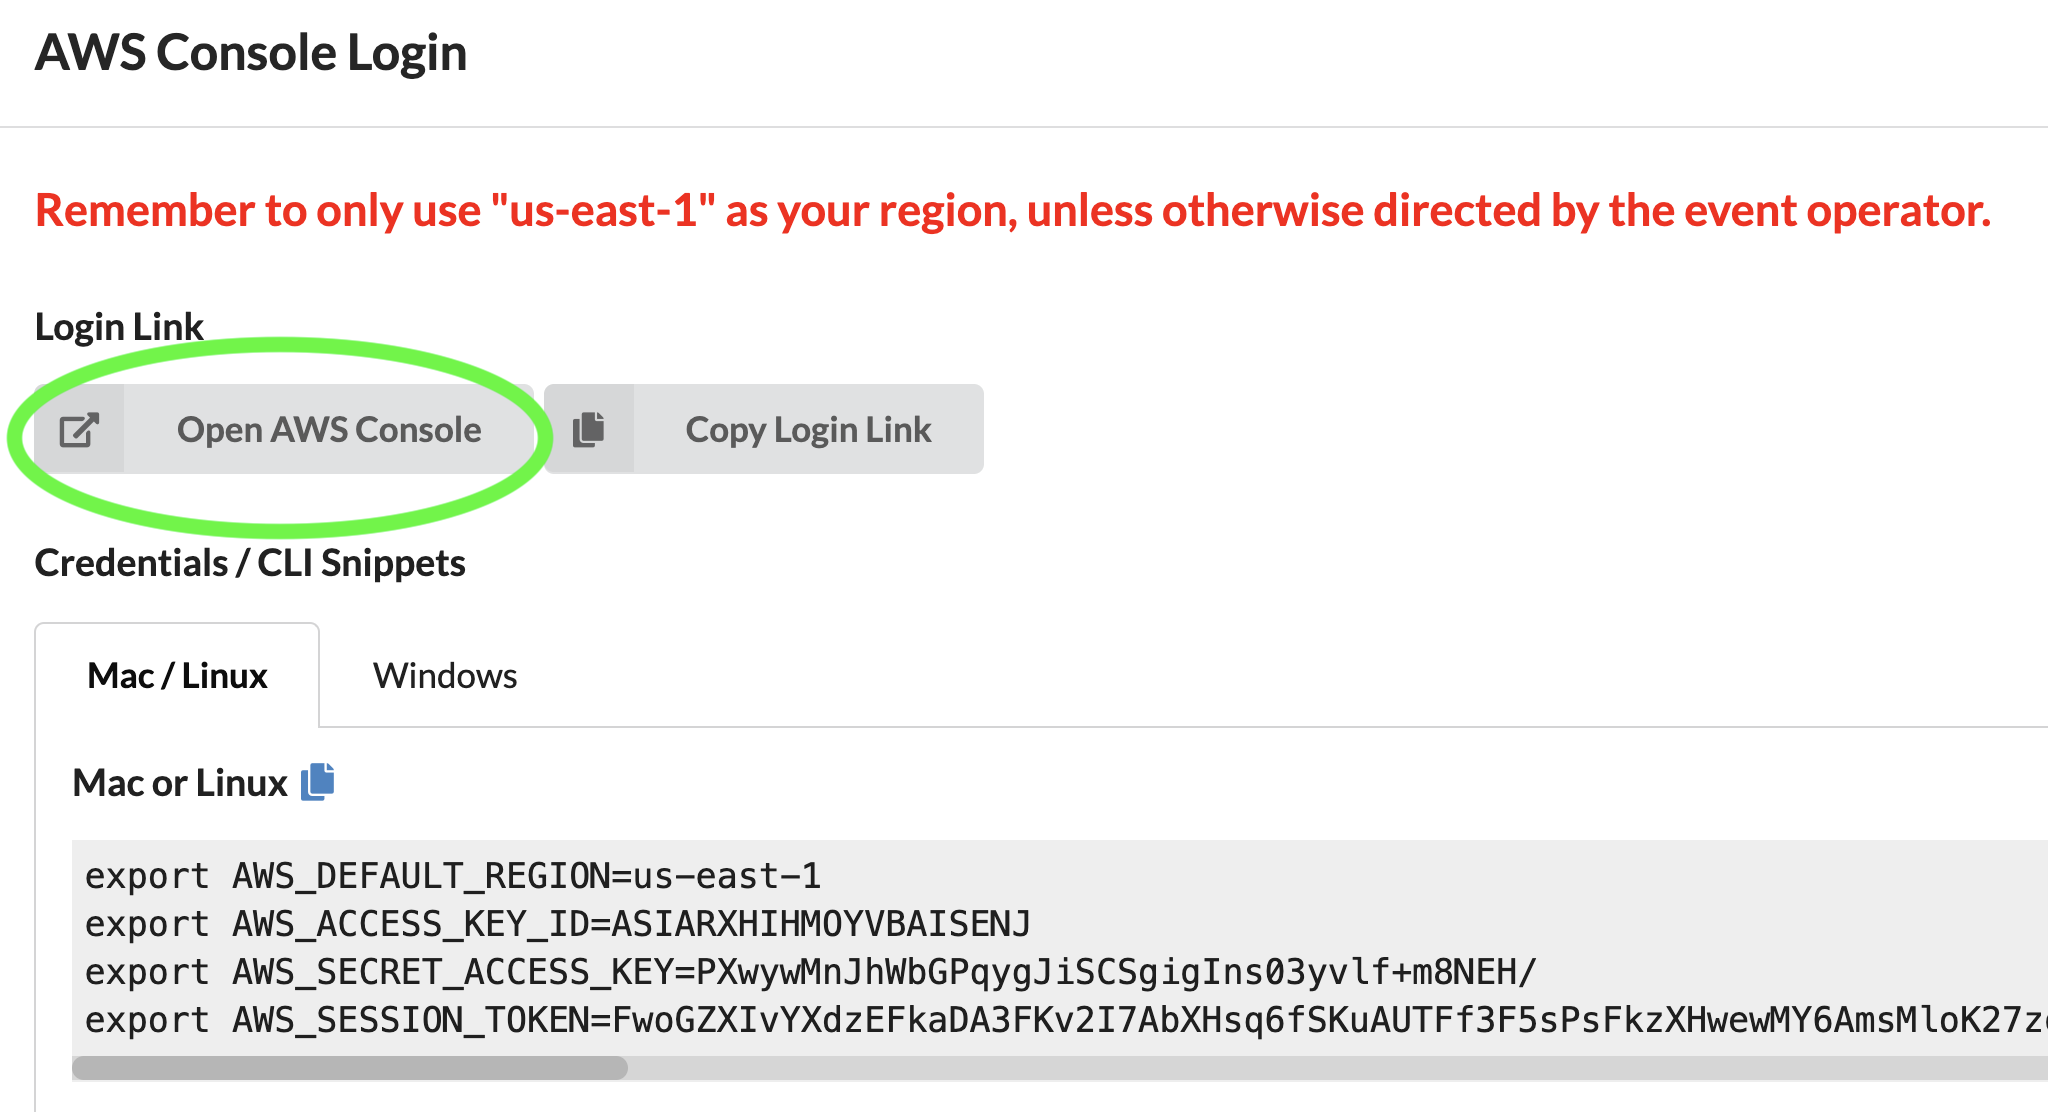 AWS Console Login
Remember to only use "us-east-1" as your region, unless otherwise directed by the event operator.
Login Link
Open AWS Console
Copy Login Link
Credentials / CLI Snippets
Mac / Linux
Windows
Mac or Linux
export AWS_DEFAULT_REGION=us-east-1
export AWS_ACCESS_KEY_ID=ASIARXHIHMOYVBAISENJ
export AWS_SECRET_ACCESS_KEY=PXwywMnJhWbGPqygJiSCSgigIns03yvlf+m8NEH/
export AWS_SESSION_TOKEN=FwoGZXIvYXdzEFkaDA3FKv2I7AbXHsq6fSKuAUTFf3F5sPsFkzXHwewMY6AmsMloK27z